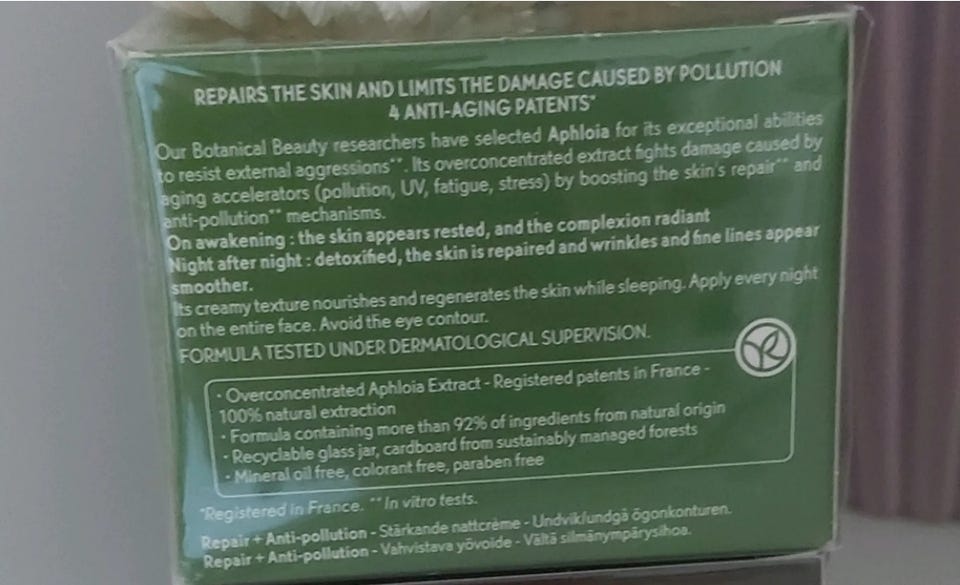 REPAIRS THE SKIN AND LIMITS THE DAMAGE CAUSED BY POLLUTION
4 ANTI-AGING PATENTS*
Our Botanical Beauty researchers have selected Aphloia for its exceptional abilities
to resist external aggressions**. Its overconcentrated extract fights damage caused by
aging accelerators (pollution, UV, fatigue, stress) by boosting the skin's repair** and
anti-pollution** mechanisms.
On awakening : the skin appears rested, and the complexion radiant
Night after night : detoxified, the skin is repaired and wrinkles and fine lines appear
smoother.
Its creamy texture nourishes and regenerates the skin while sleeping. Apply every night
on the entire face. Avoid the eye contour.
FORMULA TESTED UNDER DERMATOLOGICAL SUPERVISION.
• Overconcentrated Aphloia Extract - Registered patents in France -
100% natural extraction
• Formula containing more than 92% of ingredients from natural origin
• Recyclable glass jar, cardboard from sustainably managed forests
• Mineral oil free, colorant free, paraben free
*Registered in France. **In vitro tests.
Repair + Anti-pollution - Stärkande nattcrème - Undvik/undgå ögonkonturen.
Repair + Anti-pollution - Vahvistava yövoide - Vältä silmänympärysihoa.